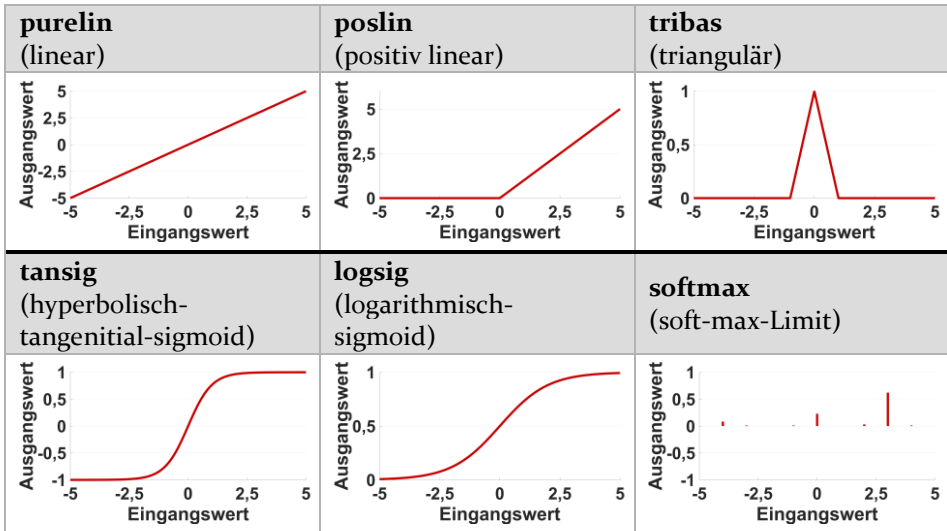 purelin
(linear)
poslin
(positiv linear)
tribas
(triangulär)
Ausgangswert
5
2,5
0
-2,5
-5
-5 -2,5 0 2,5 5
Eingangswert
Ausgangswert
5
2,5
0
-5 -2,5 0 2,5 5
Eingangswert
Ausgangswert
1
0,5
0
-5 -2,5 0 2,5 5
Eingangswert
tansig
(hyperbolisch-
tangenitial-sigmoid)
logsig
(logarithmisch-
sigmoid)
softmax
(soft-max-Limit)
Ausgangswert
1
0,5
0
-0,5
-1
-5 -2,5 0 2,5 5
Eingangswert
Ausgangswert
1
0,5
0
-5 -2,5 0 2,5 5
Eingangswert
Ausgangswert
1
0,5
0
-0,5
-1
-5 -2,5 0 2,5 5
Eingangswert